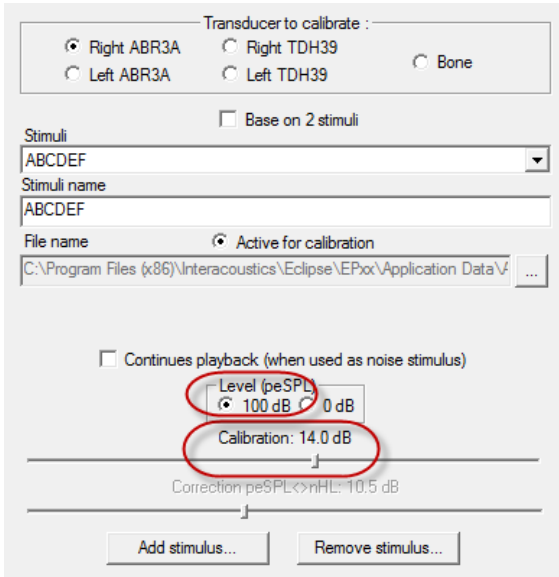 Transducer to calibrate :
Right ABR3A Right TDH39
Bone
Left ABR3A Left TDH39
Base on 2 stimuli
Stimuli
ABCDEF
Stimuli name
ABCDEF
File name Active for calibration
C:\Program Files (x86)\Interacoustics\Eclipse\EPxx\Application Data\A ...
Continues playback (when used as noise stimulus)
Level (peSPL)
100 dB 0 dB
Calibration: 14.0 dB
Correction peSPL<>nHL: 10.5 dB
Add stimulus... Remove stimulus...